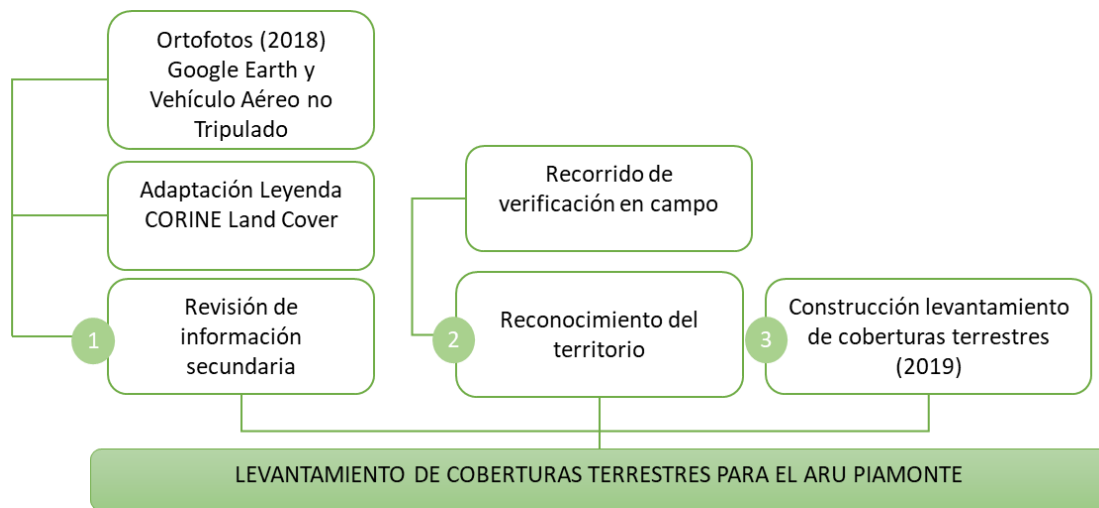 Ortofotos (2018)
Google Earth y
Vehículo Aéreo no
Tripulado
Adaptación Leyenda
CORINE Land Cover
1
Revisión de
información
secundaria
Recorrido de
verificación en campo
2
Reconocimiento del
territorio
3
Construcción levantamiento
de coberturas terrestres
(2019)
LEVANTAMIENTO DE COBERTURAS TERRESTRES PARA EL ARU PIAMONTE